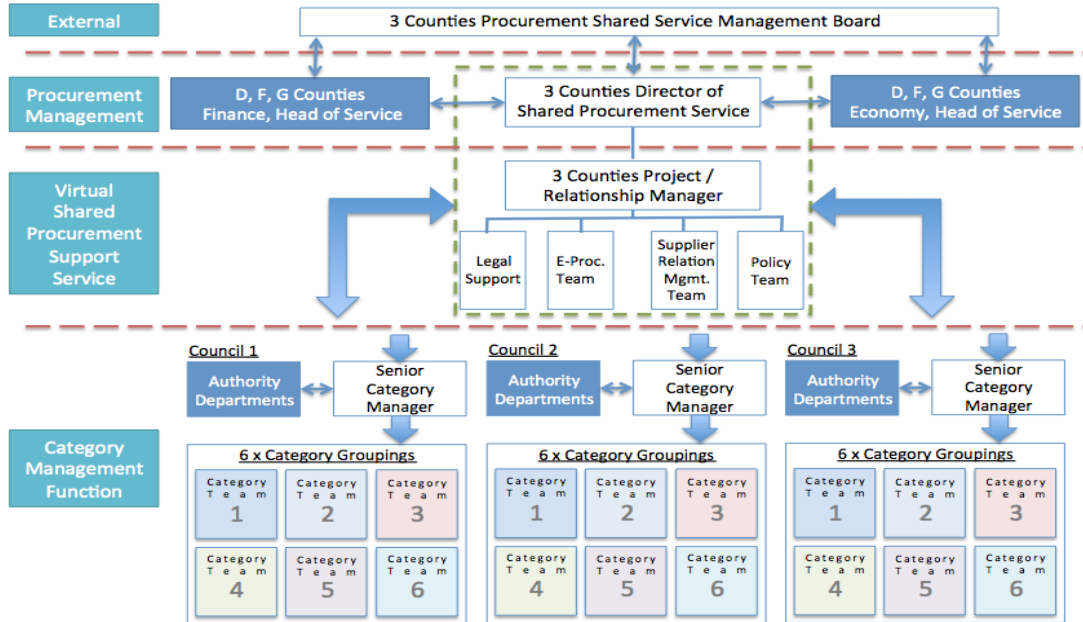 External
3 Counties Procurement Shared Service Management Board
Procurement
Management
D, F, G Counties
Finance, Head of Service
3 Counties Director of
Shared Procurement Service
D, F, G Counties
Economy, Head of Service
Virtual
Shared
Procurement
Support
Service
3 Counties Project /
Relationship Manager
Legal
Support
E-Proc.
Team
Supplier
Relation
Mgmt.
Team
Policy
Team
Category
Management
Function
Council 1
Authority
Departments
Senior
Category
Manager
6 x Category Groupings
Category
Team
1
Category
Team
2
Category
Team
3
Category
Team
4
Category
Team
5
Category
Team
6
Council 2
Authority
Departments
Senior
Category
Manager
6 x Category Groupings
Category
Team
1
Category
Team
2
Category
Team
3
Category
Team
4
Category
Team
5
Category
Team
6
Council 3
Authority
Departments
Senior
Category
Manager
6 x Category Groupings
Category
Team
1
Category
Team
2
Category
Team
3
Category
Team
4
Category
Team
5
Category
Team
6